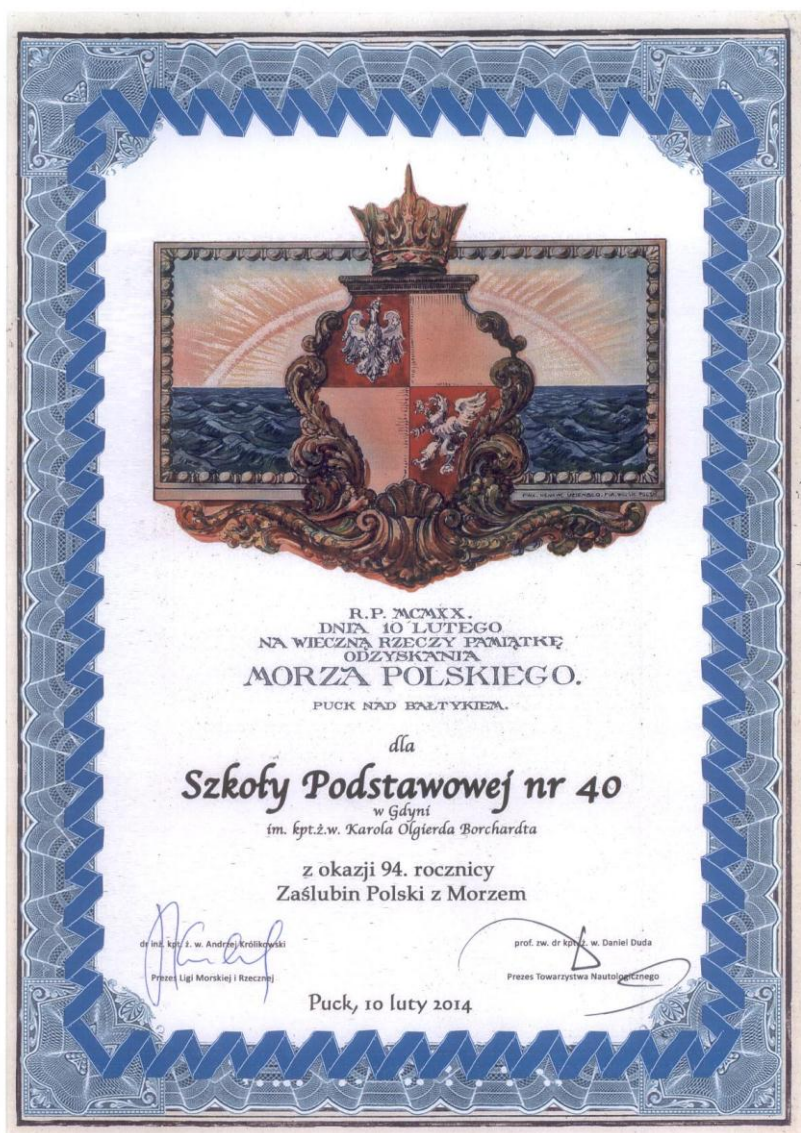 R.P. MCMXX.
DNIA 10 LUTEGO
NA WIECZNĄ RZECZY PAMIĄTKĘ
ODZYSKANIA
MORZA POLSKIEGO.
PUCK NAD BAŁTYKIEM.
dla
Szkoły Podstawowej nr 40
w Gdyni
im. kpt.ż.w. Karola Olgierda Borchardta
z okazji 94. rocznicy
Zaślubin Polski z Morzem
dr inż. kpt. ż. w. Andrzej Królikowski
Prezes Ligi Morskiej i Rzecznej
prof. zw. dr kpt. ż. w. Daniel Duda
Prezes Towarzystwa Nautologicznego
Puck, 10 luty 2014